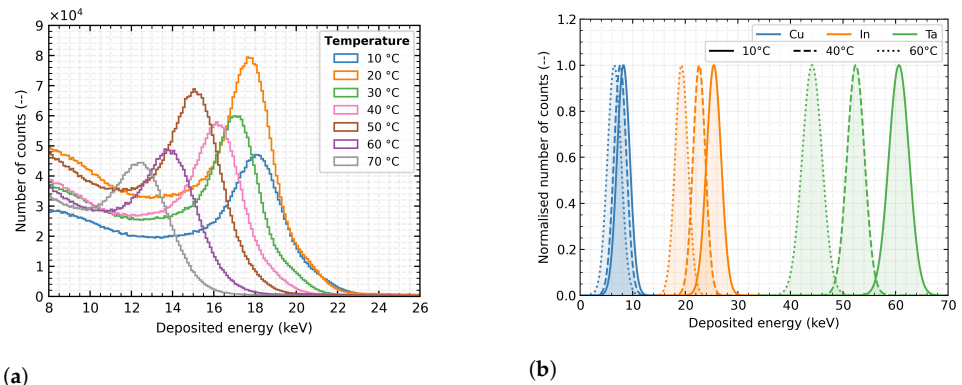 ×10⁴
9
8
7
6
5
4
3
2
1
0
Number of counts (--)
8 10 12 14 16 18 20 22 24 26
Deposited energy (keV)
Temperature
10 °C
20 °C
30 °C
40 °C
50 °C
60 °C
70 °C
(a)
1.2
1.0
0.8
0.6
0.4
0.2
0.0
Normalised number of counts (--)
0 10 20 30 40 50 60 70
Deposited energy (keV)
Cu In Ta
10°C 40°C 60°C
(b)